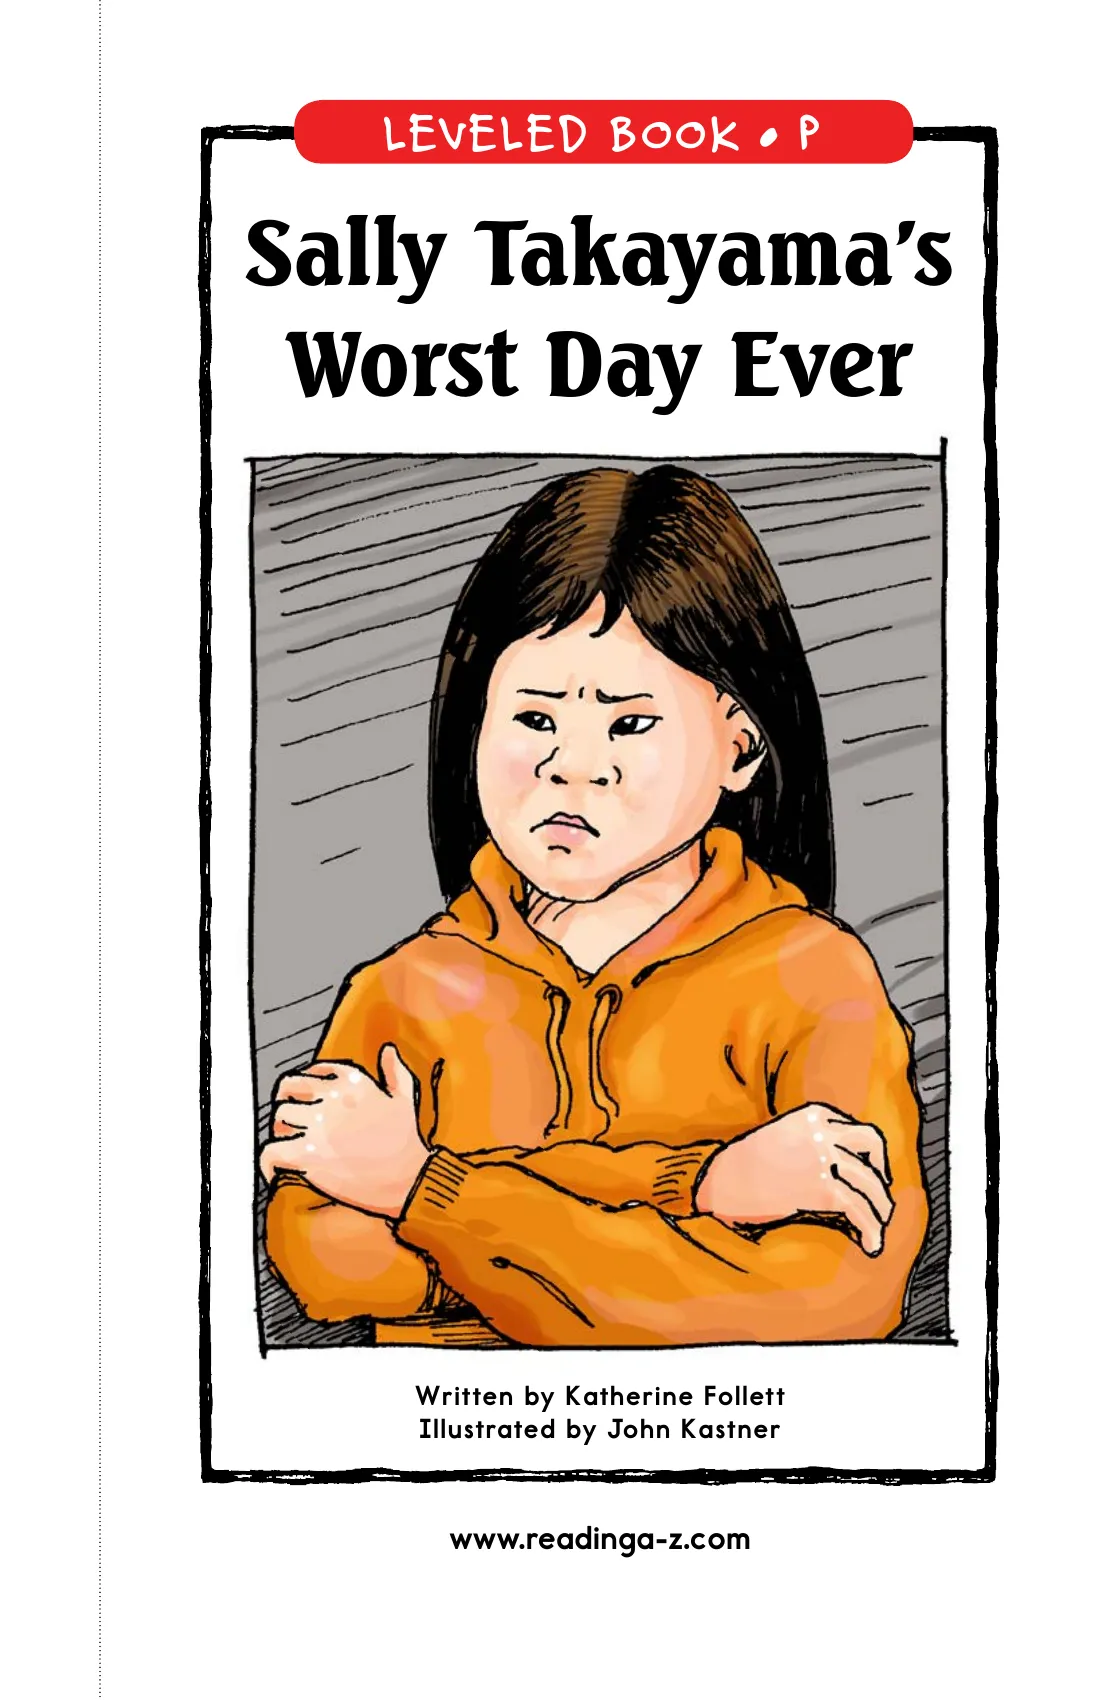 LEVELED BOOK • P
Sally Takayama's
Worst Day Ever
Written by Katherine Follett
Illustrated by John Kastner
www.readinga-z.com